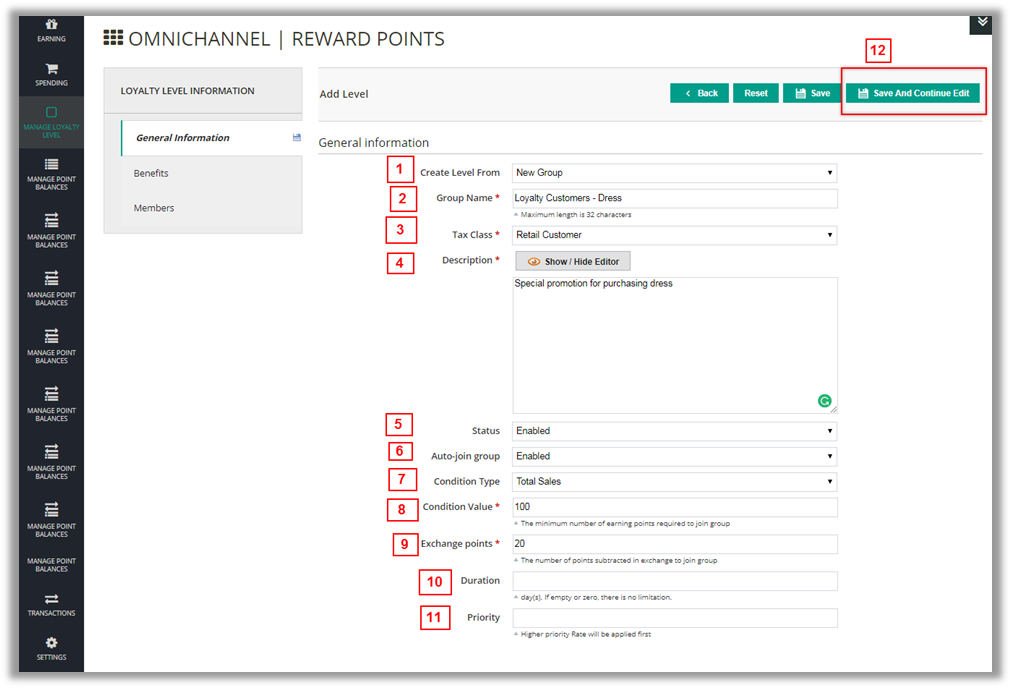 EARNING
SPENDING
MANAGE LOYALTY
LEVEL
MANAGE POINT
BALANCES
MANAGE POINT
BALANCES
MANAGE POINT
BALANCES
MANAGE POINT
BALANCES
MANAGE POINT
BALANCES
MANAGE POINT
BALANCES
MANAGE POINT
BALANCES
MANAGE POINT
BALANCES
TRANSACTIONS
SETTINGS
OMNICHANNEL | REWARD POINTS
LOYALTY LEVEL INFORMATION
General Information
Benefits
Members
12
Add Level
Back Reset Save Save And Continue Edit
General information
1 Create Level From New Group
2 Group Name * Loyalty Customers - Dress
Maximum length is 32 characters
3 Tax Class * Retail Customer
4 Description * Show / Hide Editor
Special promotion for purchasing dress
5 Status Enabled
6 Auto-join group Enabled
7 Condition Type Total Sales
8 Condition Value * 100
The minimum number of earning points required to join group
9 Exchange points * 20
The number of points subtracted in exchange to join group
10 Duration
day(s). If empty or zero, there is no limitation.
11 Priority
Higher priority Rate will be applied first